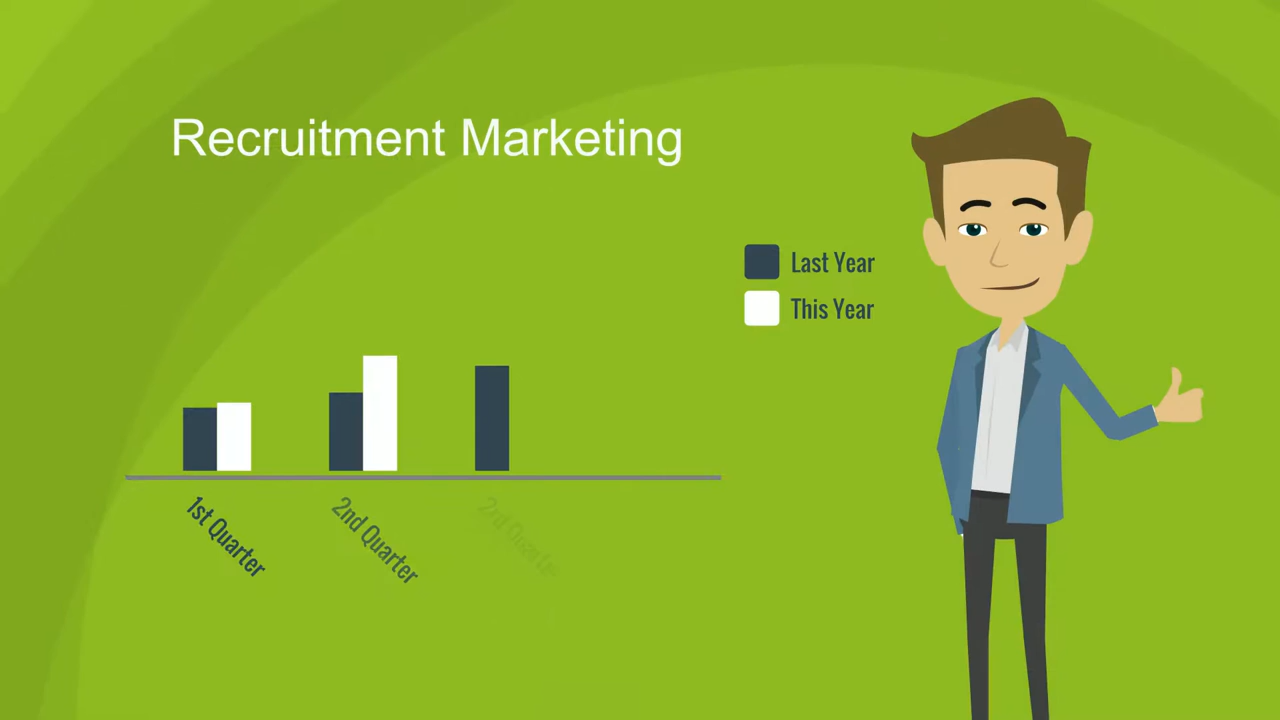 Recruitment Marketing
Last Year
This Year
1st Quarter
2nd Quarter